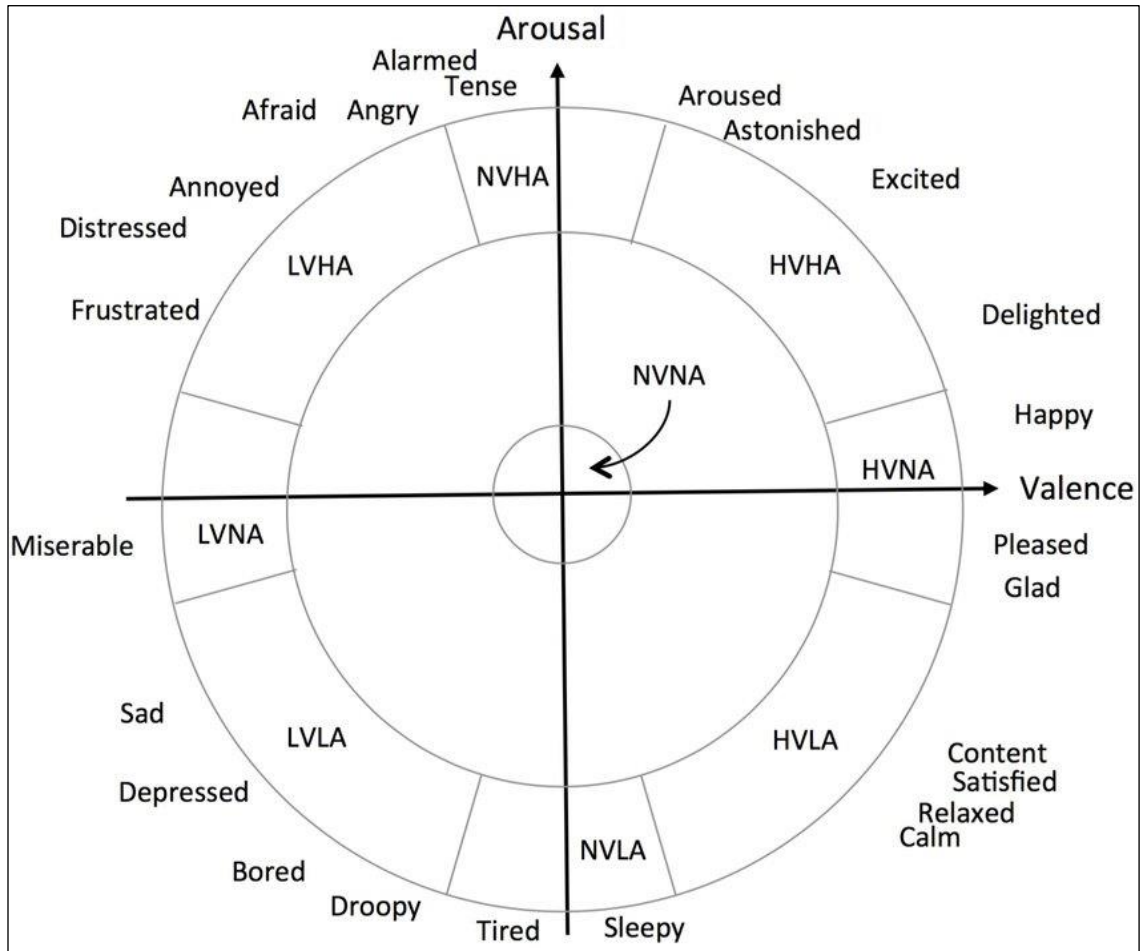 Arousal
Alarmed
Tense
Aroused
Afraid
Angry
Astonished
NVHA
Excited
Annoyed
Distressed
LVHA
HVHA
Frustrated
Delighted
NVNA
Happy
HVNA
Valence
LVNA
Miserable
Pleased
Glad
Sad
LVLA
HVLA
Content
Satisfied
Depressed
Relaxed
Calm
NVLA
Bored
Droopy
Tired
Sleepy